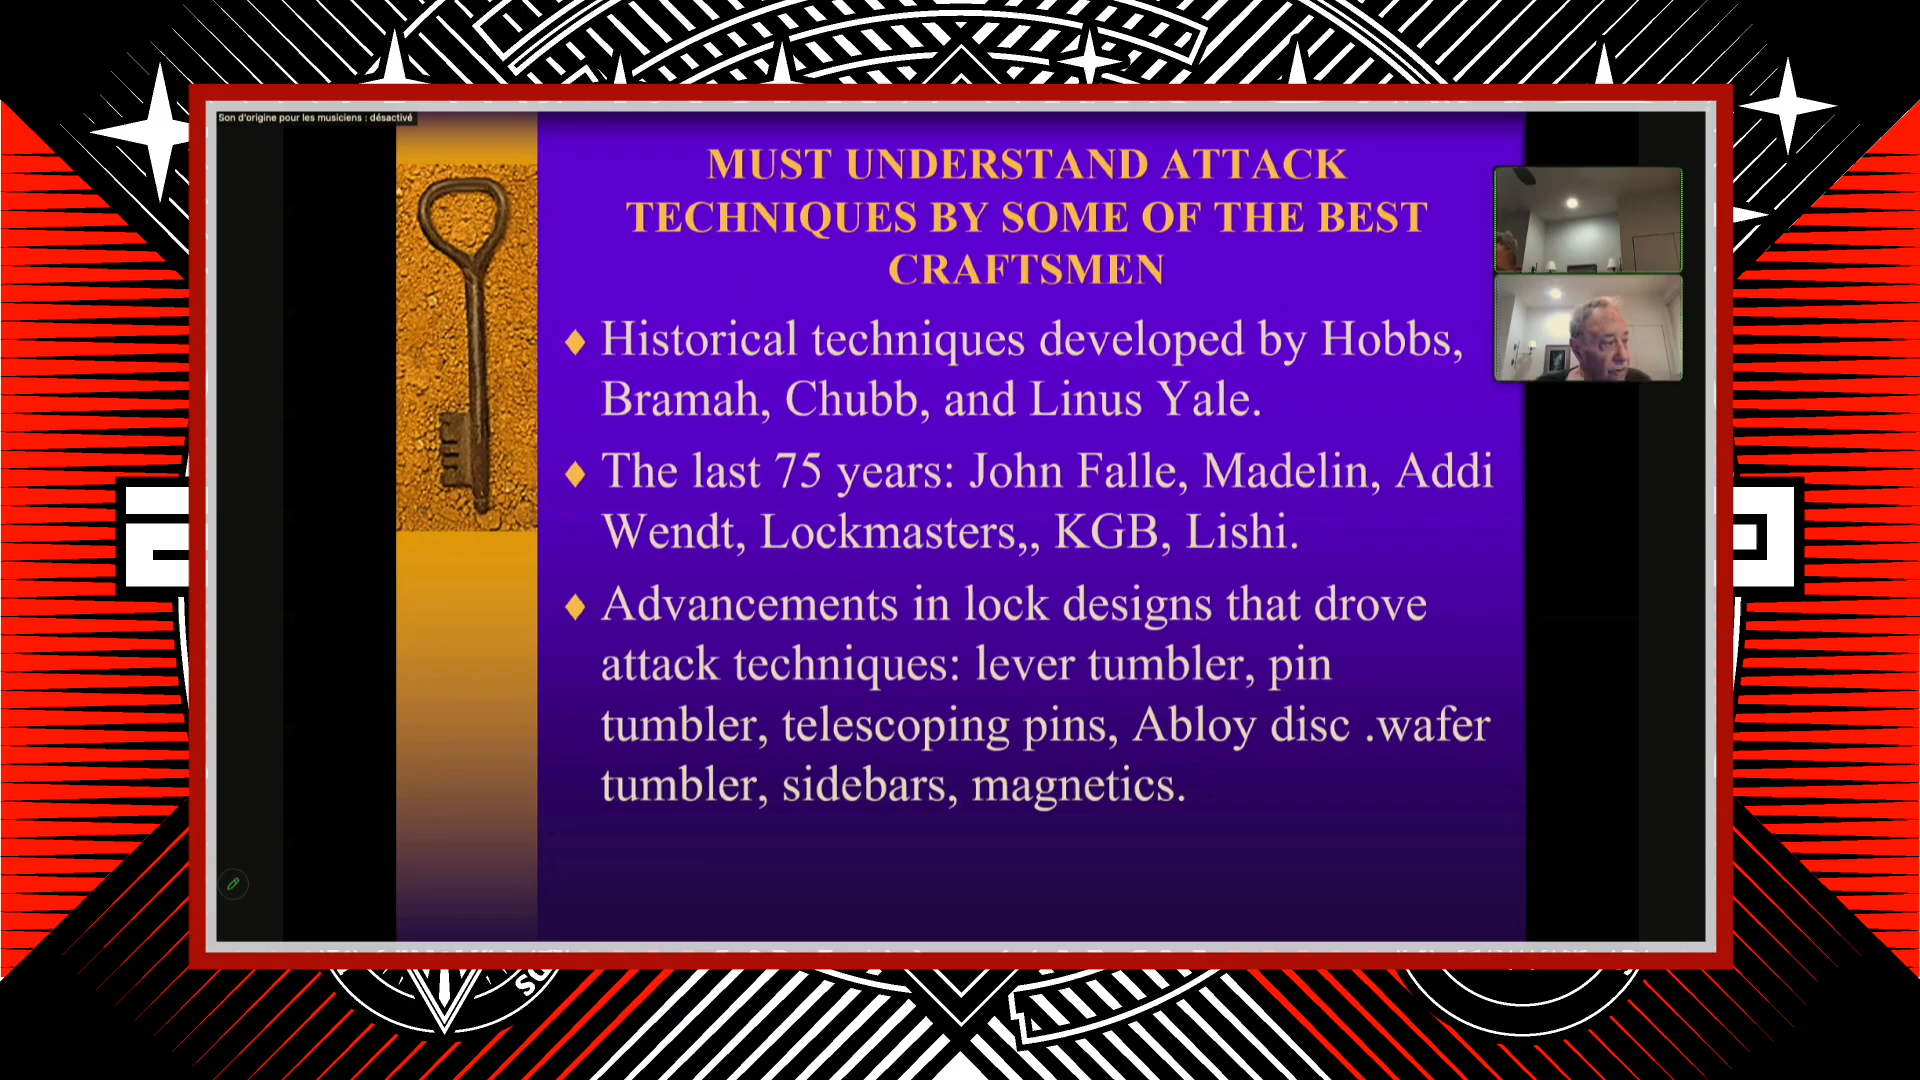 Son d'origine pour les musiciens : désactivé
MUST UNDERSTAND ATTACK
TECHNIQUES BY SOME OF THE BEST
CRAFTSMEN
Historical techniques developed by Hobbs,
Bramah, Chubb, and Linus Yale.
The last 75 years: John Falle, Madelin, Addi
Wendt, Lockmasters,, KGB, Lishi.
Advancements in lock designs that drove
attack techniques: lever tumbler, pin
tumbler, telescoping pins, Abloy disc .wafer
tumbler, sidebars, magnetics.